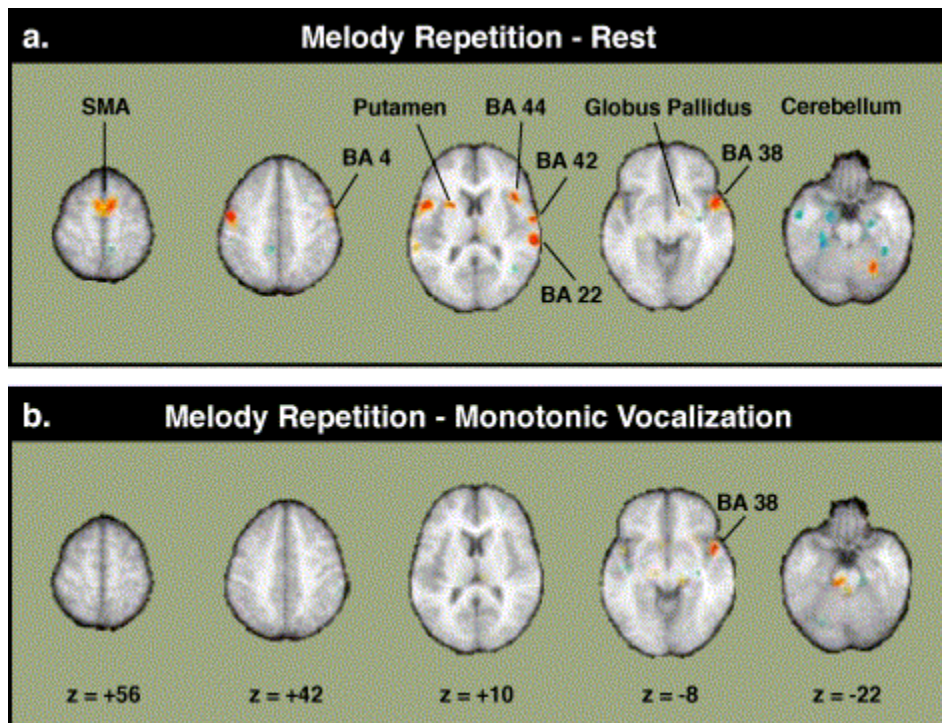 a. Melody Repetition - Rest
SMA
Putamen
BA 44
Globus Pallidus
Cerebellum
BA 4
BA 42
BA 38
BA 22
b. Melody Repetition - Monotonic Vocalization
BA 38
z = +56
z = +42
z = +10
z = -8
z = -22